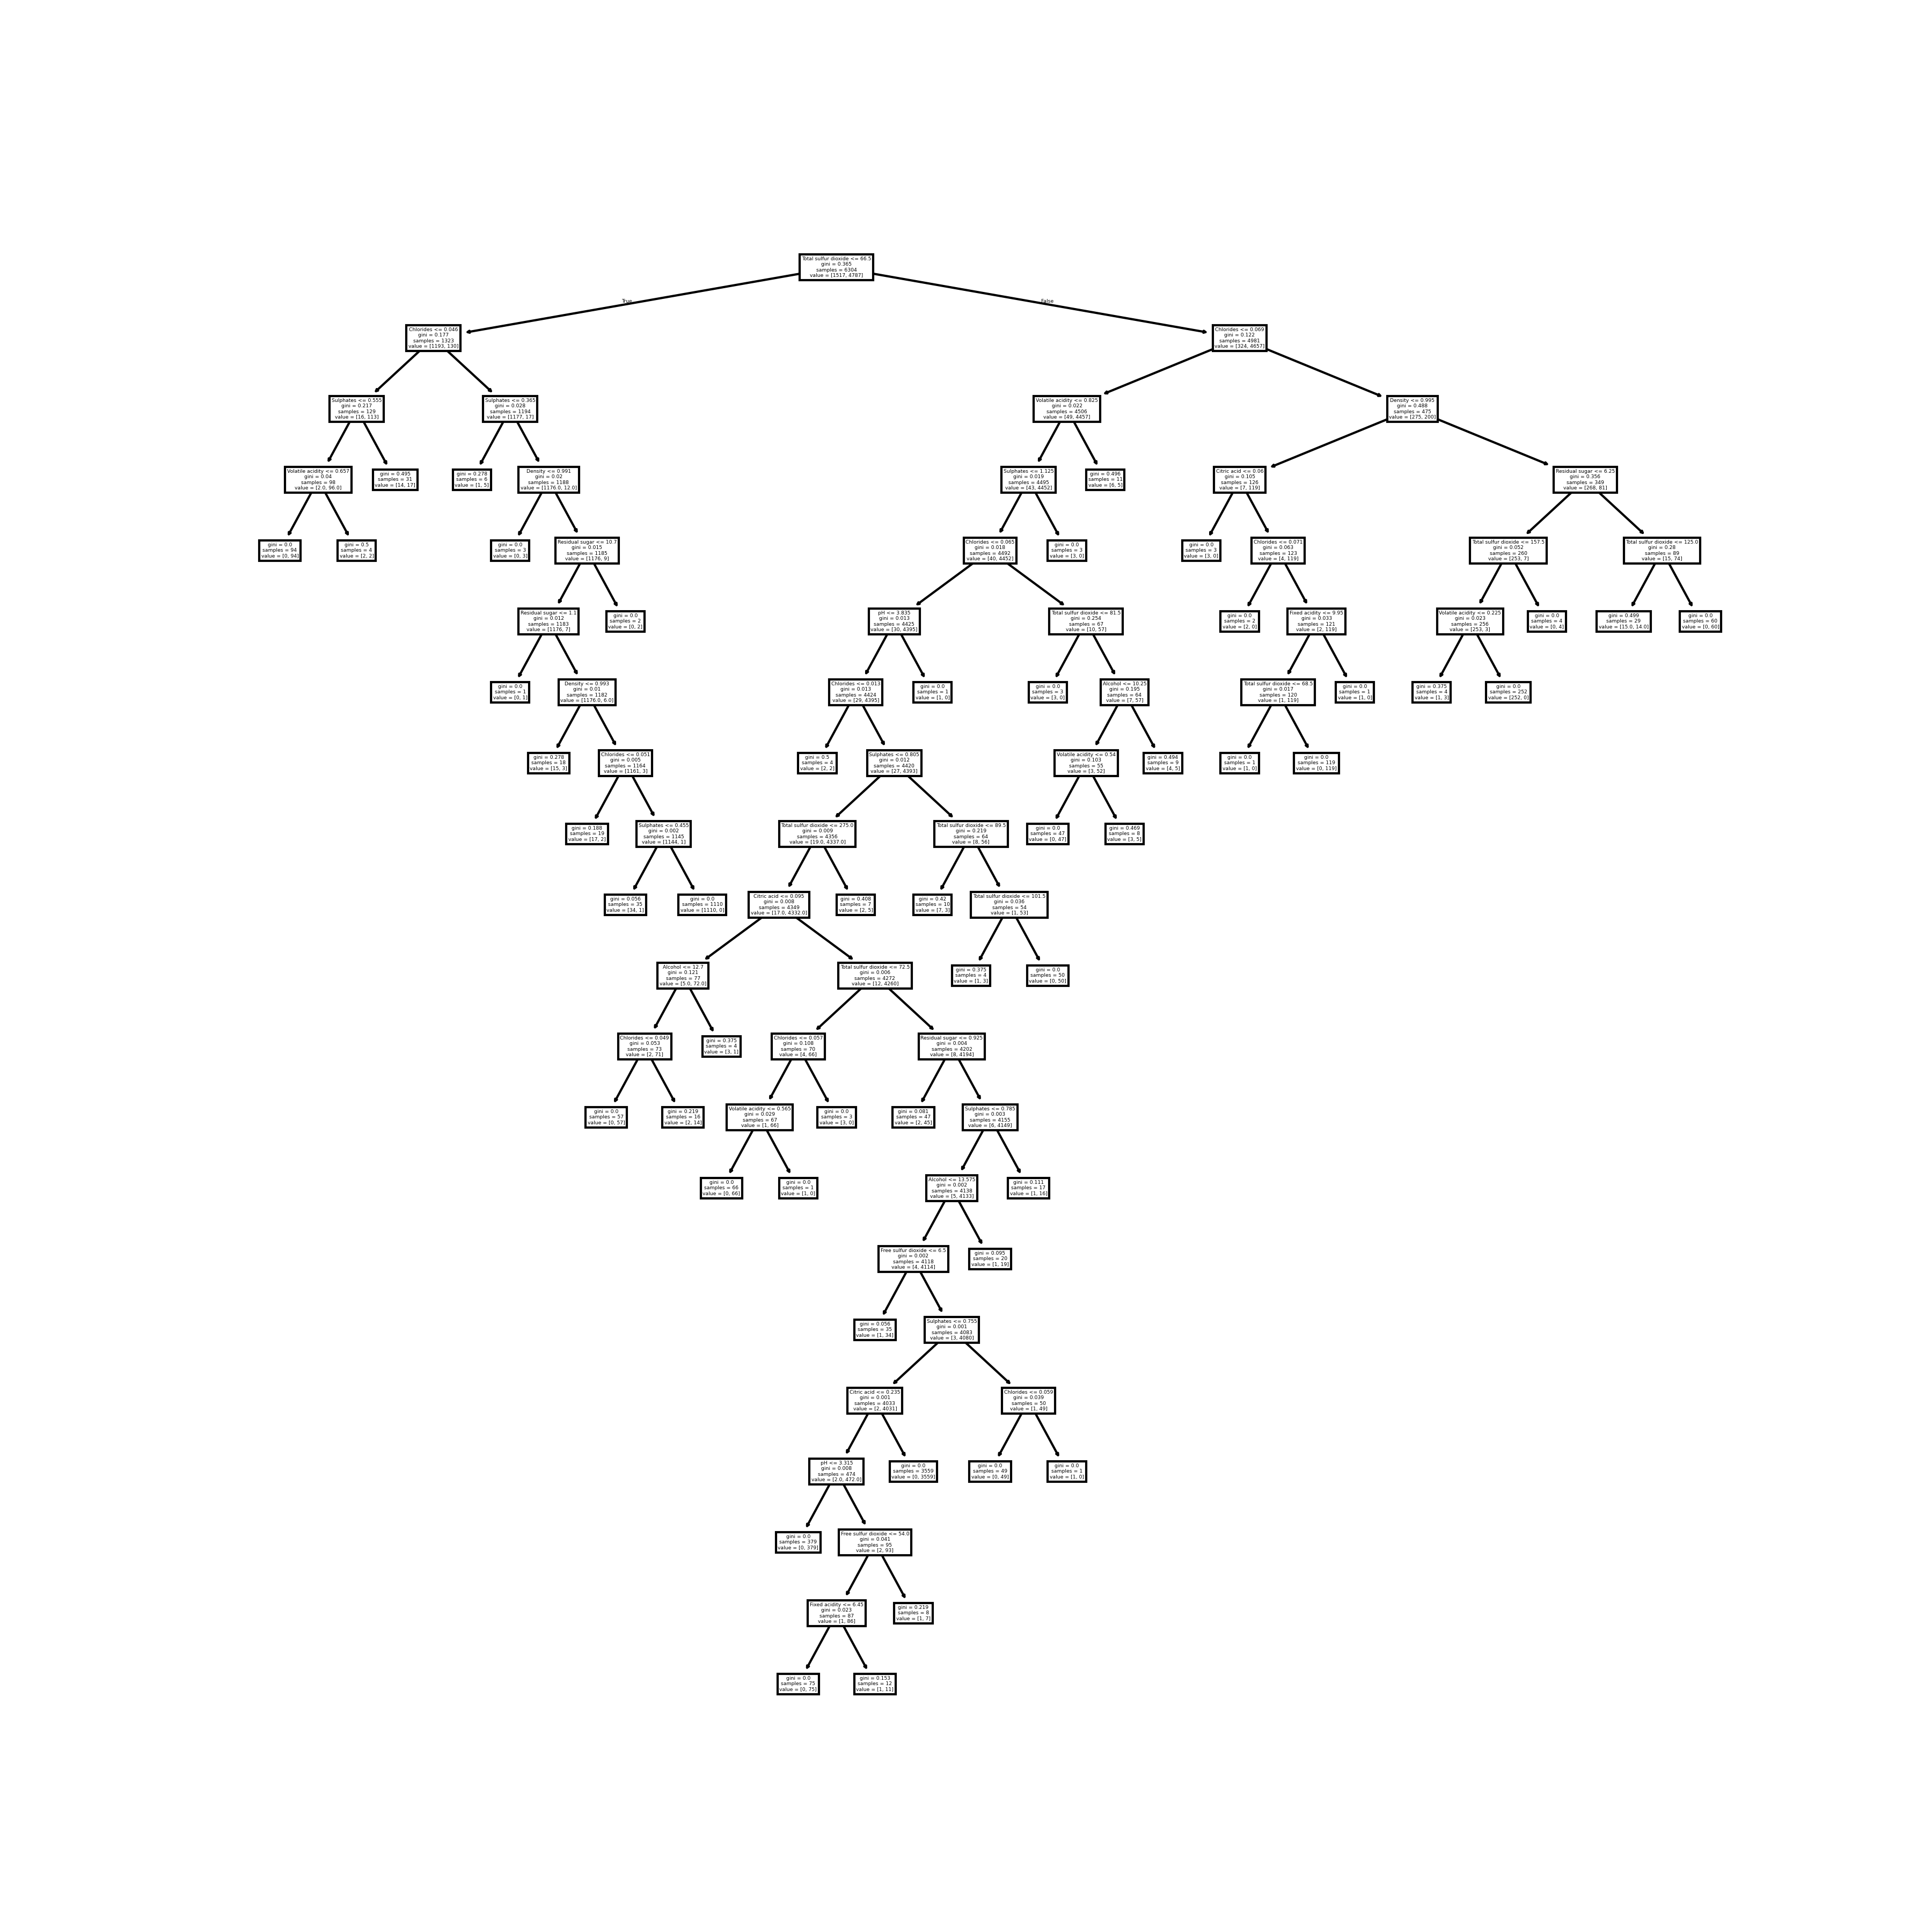 Total sulfur dioxide <= 66.5
gini = 0.365
samples = 6304
value = [1517, 4787]
True
False
Chlorides <= 0.046
gini = 0.177
samples = 1323
value = [1193, 130]
Chlorides <= 0.069
gini = 0.122
samples = 4981
value = [324, 4657]
Sulphates <= 0.555
gini = 0.217
samples = 129
value = [16, 113]
Sulphates <= 0.365
gini = 0.028
samples = 1194
value = [1177, 17]
Volatile acidity <= 0.825
gini = 0.022
samples = 4506
value = [49, 4457]
Density <= 0.995
gini = 0.488
samples = 475
value = [275, 200]
Volatile acidity <= 0.657
gini = 0.04
samples = 98
value = [2.0, 96.0]
gini = 0.495
samples = 31
value = [14, 17]
gini = 0.278
samples = 6
value = [1, 5]
Density <= 0.991
gini = 0.02
samples = 1188
value = [1176.0, 12.0]
Sulphates <= 1.125
gini = 0.019
samples = 4495
value = [43, 4452]
gini = 0.496
samples = 11
value = [6, 5]
Citric acid <= 0.06
gini = 0.105
samples = 126
value = [7, 119]
Residual sugar <= 6.25
gini = 0.356
samples = 349
value = [268, 81]
gini = 0.0
samples = 94
value = [0, 94]
gini = 0.5
samples = 4
value = [2, 2]
gini = 0.0
samples = 3
value = [0, 3]
Residual sugar <= 10.7
gini = 0.015
samples = 1185
value = [1176, 9]
Chlorides <= 0.065
gini = 0.018
samples = 4492
value = [40, 4452]
gini = 0.0
samples = 3
value = [3, 0]
gini = 0.0
samples = 3
value = [3, 0]
Chlorides <= 0.071
gini = 0.063
samples = 123
value = [4, 119]
Total sulfur dioxide <= 157.5
gini = 0.052
samples = 260
value = [253, 7]
Total sulfur dioxide <= 125.0
gini = 0.28
samples = 89
value = [15, 74]
Residual sugar <= 1.1
gini = 0.012
samples = 1183
value = [1176, 7]
gini = 0.0
samples = 2
value = [0, 2]
pH <= 3.835
gini = 0.013
samples = 4425
value = [30, 4395]
Total sulfur dioxide <= 81.5
gini = 0.254
samples = 67
value = [10, 57]
gini = 0.0
samples = 2
value = [2, 0]
Fixed acidity <= 9.95
gini = 0.033
samples = 121
value = [2, 119]
Volatile acidity <= 0.225
gini = 0.023
samples = 256
value = [253, 3]
gini = 0.0
samples = 4
value = [0, 4]
gini = 0.499
samples = 29
value = [15.0, 14.0]
gini = 0.0
samples = 60
value = [0, 60]
gini = 0.0
samples = 1
value = [0, 1]
Density <= 0.993
gini = 0.01
samples = 1182
value = [1176.0, 6.0]
Chlorides <= 0.013
gini = 0.013
samples = 4424
value = [29, 4395]
gini = 0.0
samples = 1
value = [1, 0]
gini = 0.0
samples = 3
value = [3, 0]
Alcohol <= 10.25
gini = 0.195
samples = 64
value = [7, 57]
Total sulfur dioxide <= 68.5
gini = 0.017
samples = 120
value = [1, 119]
gini = 0.0
samples = 1
value = [1, 0]
gini = 0.375
samples = 4
value = [1, 3]
gini = 0.0
samples = 252
value = [252, 0]
gini = 0.278
samples = 18
value = [15, 3]
Chlorides <= 0.051
gini = 0.005
samples = 1164
value = [1161, 3]
gini = 0.5
samples = 4
value = [2, 2]
Sulphates <= 0.805
gini = 0.012
samples = 4420
value = [27, 4393]
Volatile acidity <= 0.54
gini = 0.103
samples = 55
value = [3, 52]
gini = 0.494
samples = 9
value = [4, 5]
gini = 0.0
samples = 1
value = [1, 0]
gini = 0.0
samples = 119
value = [0, 119]
gini = 0.188
samples = 19
value = [17, 2]
Sulphates <= 0.455
gini = 0.002
samples = 1145
value = [1144, 1]
Total sulfur dioxide <= 275.0
gini = 0.009
samples = 4356
value = [19.0, 4337.0]
Total sulfur dioxide <= 89.5
gini = 0.219
samples = 64
value = [8, 56]
gini = 0.0
samples = 47
value = [0, 47]
gini = 0.469
samples = 8
value = [3, 5]
gini = 0.056
samples = 35
value = [34, 1]
gini = 0.0
samples = 1110
value = [1110, 0]
Citric acid <= 0.095
gini = 0.008
samples = 4349
value = [17.0, 4332.0]
gini = 0.408
samples = 7
value = [2, 5]
gini = 0.42
samples = 10
value = [7, 3]
Total sulfur dioxide <= 101.5
gini = 0.036
samples = 54
value = [1, 53]
Alcohol <= 12.7
gini = 0.121
samples = 77
value = [5.0, 72.0]
Total sulfur dioxide <= 72.5
gini = 0.006
samples = 4272
value = [12, 4260]
gini = 0.375
samples = 4
value = [1, 3]
gini = 0.0
samples = 50
value = [0, 50]
Chlorides <= 0.049
gini = 0.053
samples = 73
value = [2, 71]
gini = 0.375
samples = 4
value = [3, 1]
Chlorides <= 0.057
gini = 0.108
samples = 70
value = [4, 66]
Residual sugar <= 0.925
gini = 0.004
samples = 4202
value = [8, 4194]
gini = 0.0
samples = 57
value = [0, 57]
gini = 0.219
samples = 16
value = [2, 14]
Volatile acidity <= 0.565
gini = 0.029
samples = 67
value = [1, 66]
gini = 0.0
samples = 3
value = [3, 0]
gini = 0.081
samples = 47
value = [2, 45]
Sulphates <= 0.785
gini = 0.003
samples = 4155
value = [6, 4149]
gini = 0.0
samples = 66
value = [0, 66]
gini = 0.0
samples = 1
value = [1, 0]
Alcohol <= 13.575
gini = 0.002
samples = 4138
value = [5, 4133]
gini = 0.111
samples = 17
value = [1, 16]
Free sulfur dioxide <= 6.5
gini = 0.002
samples = 4118
value = [4, 4114]
gini = 0.095
samples = 20
value = [1, 19]
gini = 0.056
samples = 35
value = [1, 34]
Sulphates <= 0.755
gini = 0.001
samples = 4083
value = [3, 4080]
Citric acid <= 0.235
gini = 0.001
samples = 4033
value = [2, 4031]
Chlorides <= 0.059
gini = 0.039
samples = 50
value = [1, 49]
pH <= 3.315
gini = 0.008
samples = 474
value = [2.0, 472.0]
gini = 0.0
samples = 3559
value = [0, 3559]
gini = 0.0
samples = 49
value = [0, 49]
gini = 0.0
samples = 1
value = [1, 0]
gini = 0.0
samples = 379
value = [0, 379]
Free sulfur dioxide <= 54.0
gini = 0.041
samples = 95
value = [2, 93]
Fixed acidity <= 6.45
gini = 0.023
samples = 87
value = [1, 86]
gini = 0.219
samples = 8
value = [1, 7]
gini = 0.0
samples = 75
value = [0, 75]
gini = 0.153
samples = 12
value = [1, 11]